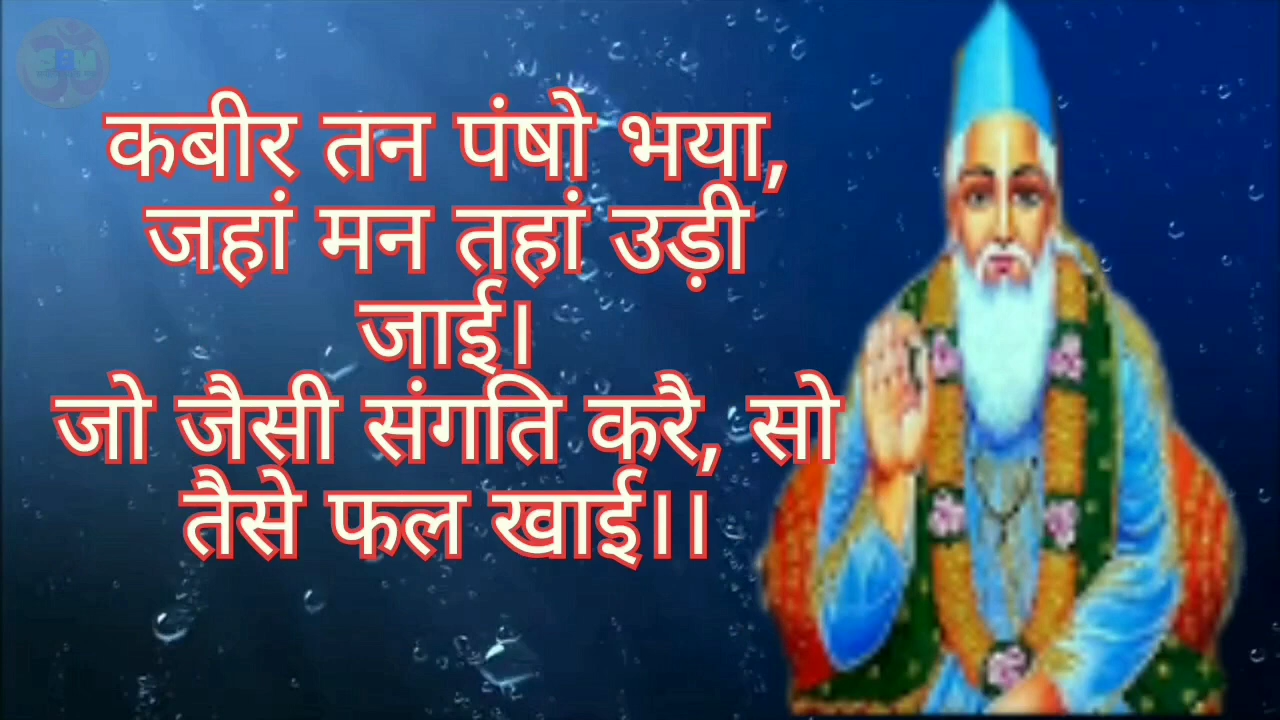 कबीर तन पंषो भया,
जहां मन तहां उड़ी
जाई।
जो जैसी संगति करै, सो
तैसे फल खाई।।